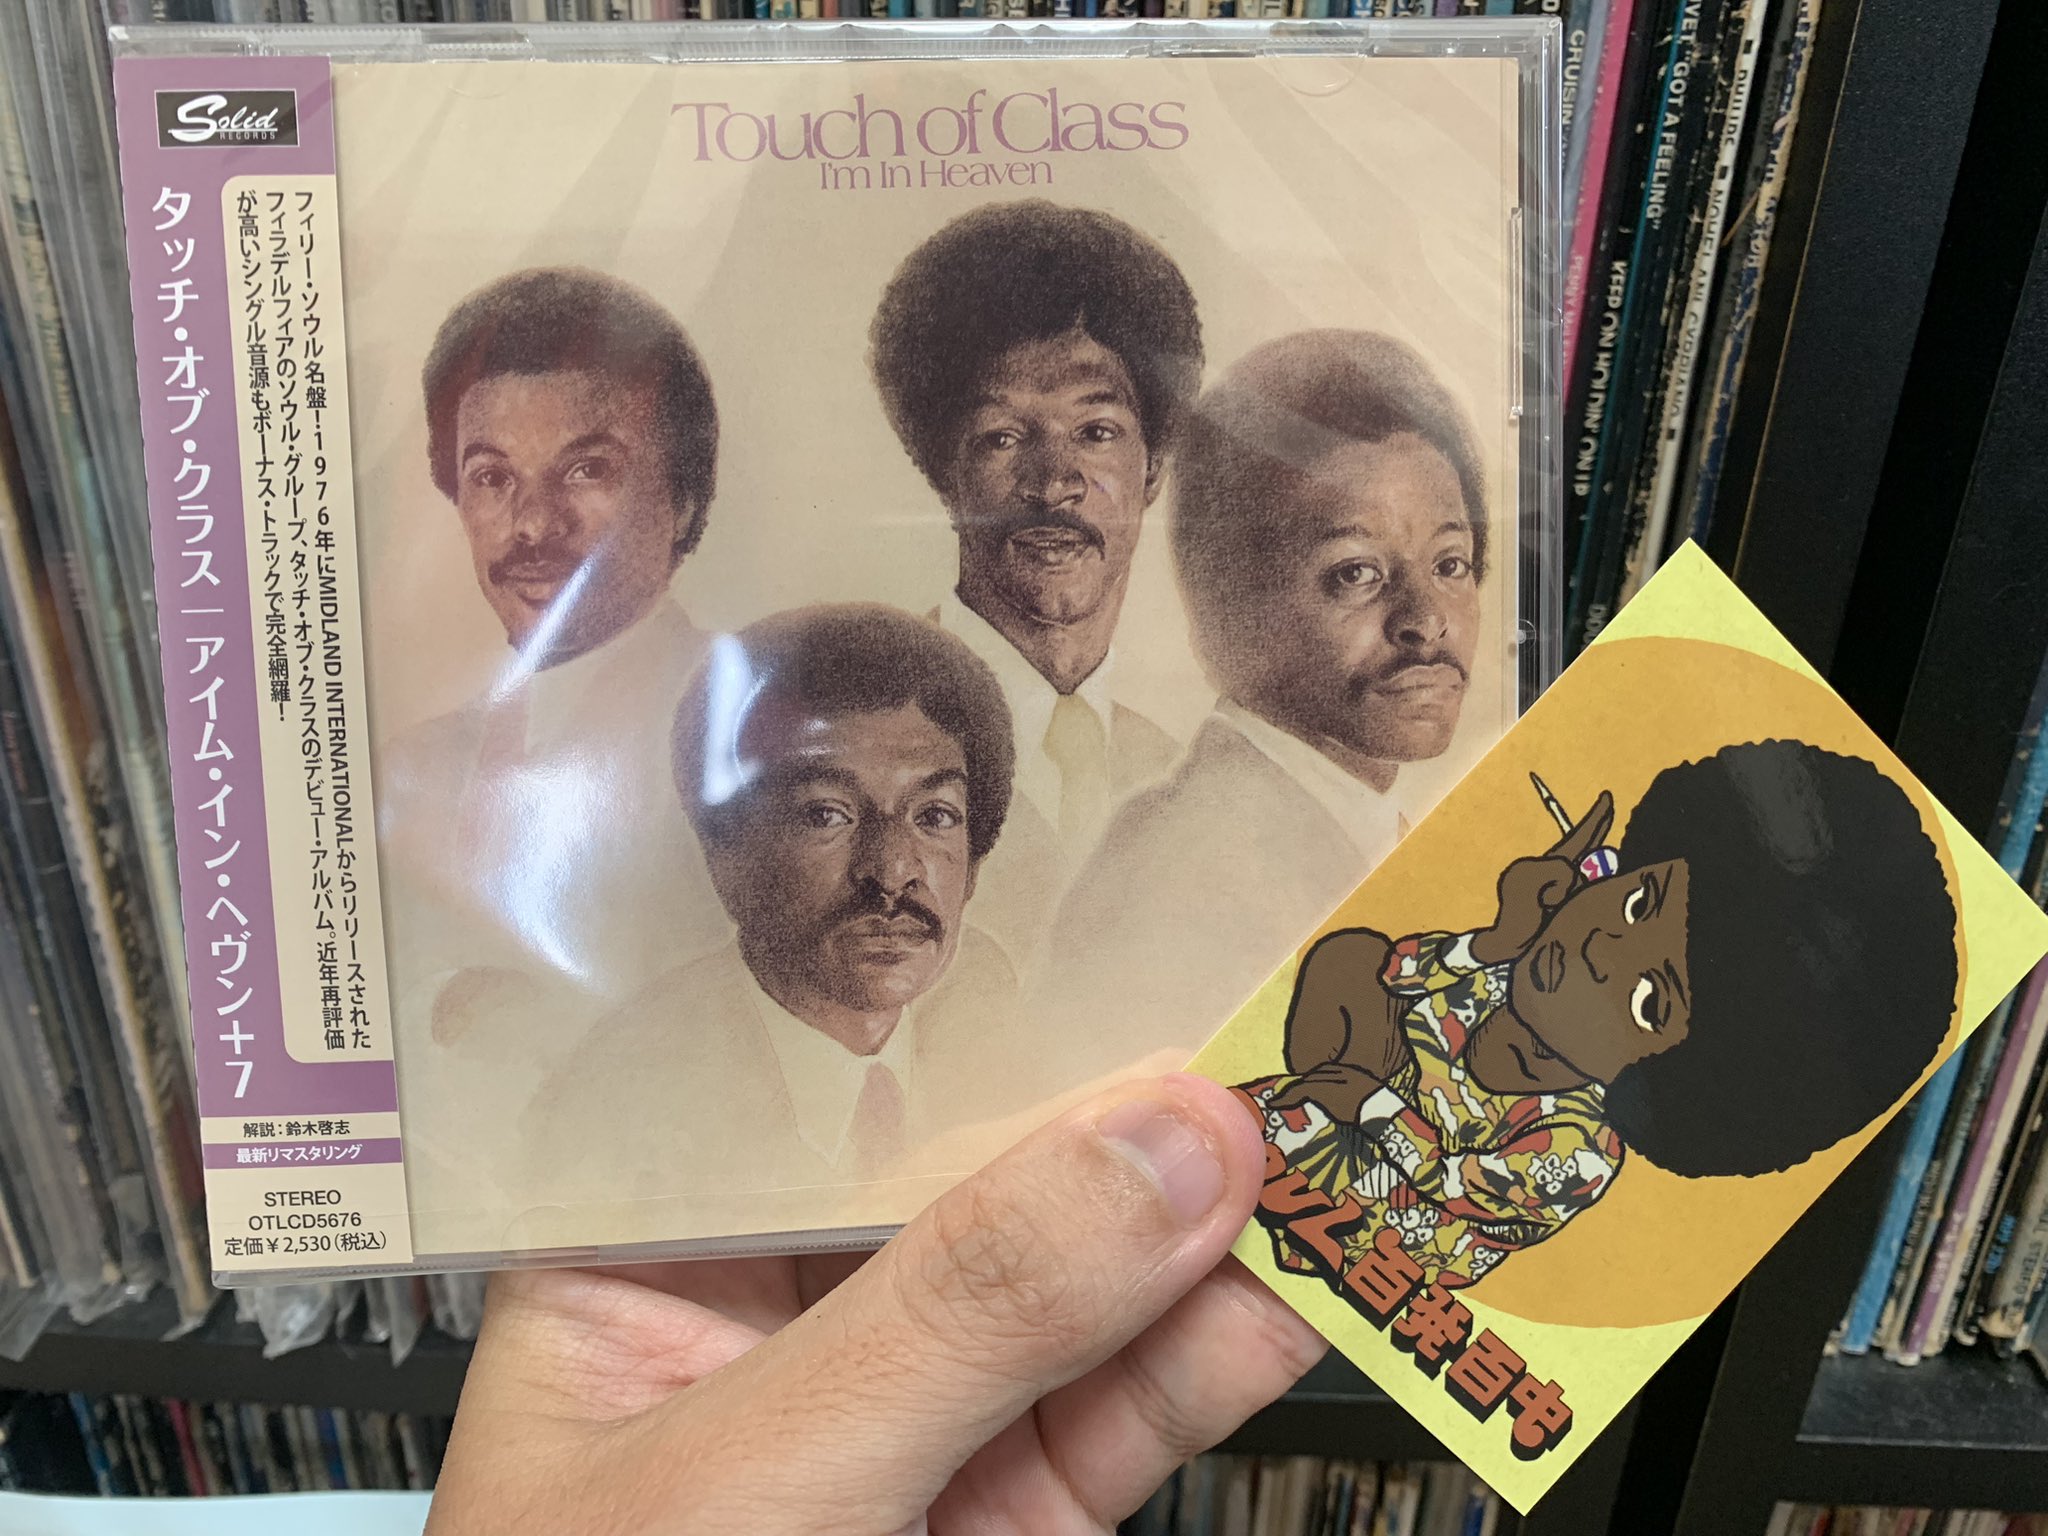 Solid
RECORDS
タッチ・オブ・クラス｜アイム・イン・ヘヴン＋7
フィリー・ソウル名盤！1976年にMIDLAND INTERNATIONALからリリースされた
フィラデルフィアのソウル・グループ、タッチ・オブ・クラスのデビュー・アルバム。近年再評価
が高いシングル音源もボーナス・トラックで完全網羅！
解説：鈴木啓志
最新リマスタリング
STEREO
OTLCD5676
定価￥2,530（税込）
Touch of Class
I'm In Heaven
百発百中
CRUISIN'
"GOT A FEELING"
KEEP ON HOLDIN' ON